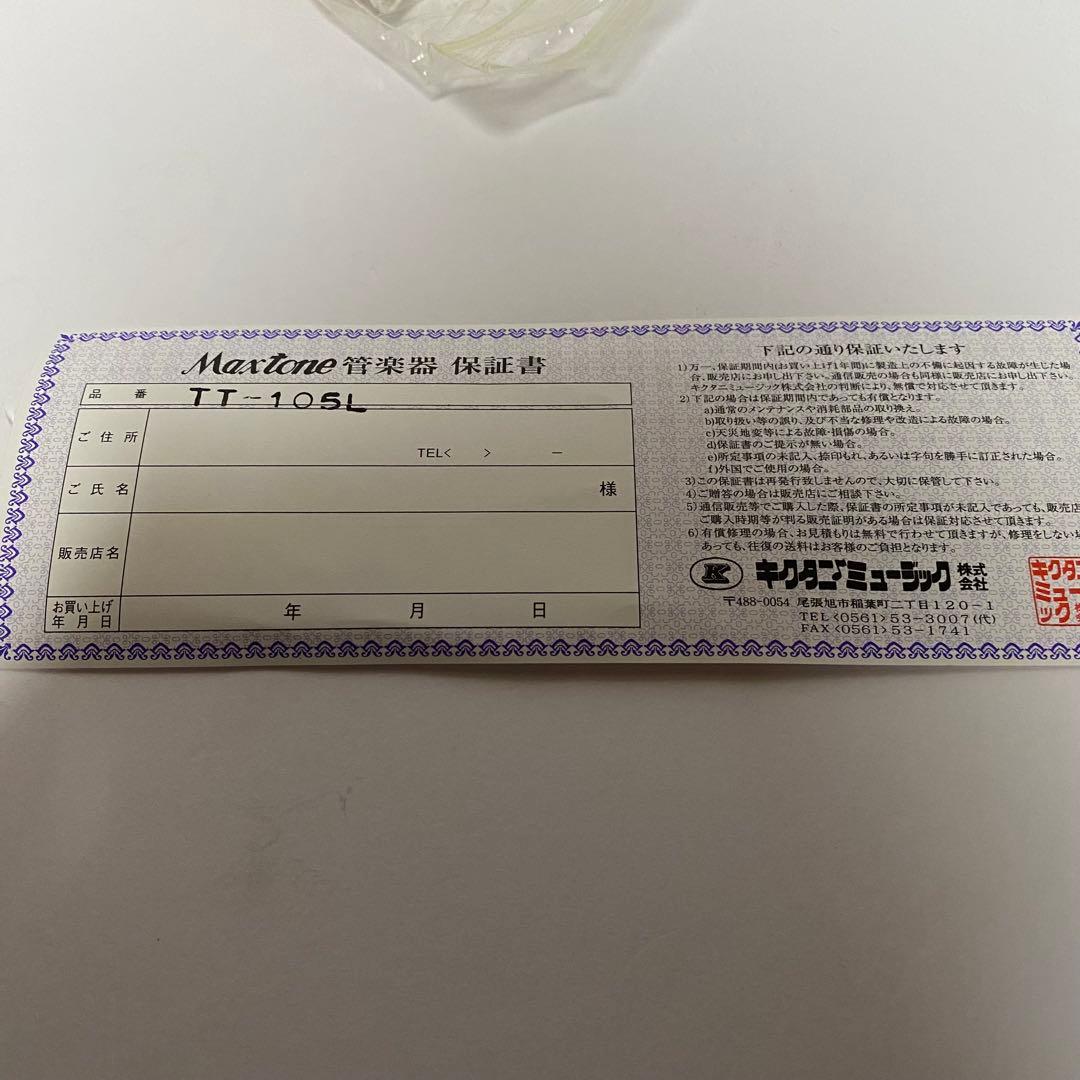 Maxtone 管楽器 保証書
品 番 TT-105L
ご住所
TEL< > －
ご氏名 様
販売店名
お買い上げ
年 月 日
年 月 日
下記の通り保証いたします
1)万一、保証期間内(お買い上げ1年間)に製造上の不備に起因する故障が生じた場
合、販売店にお申し出下さい。通信販売の場合も同様に販売店にお申し出下さい。
キクタニミュージック株式会社の判断により、無償で対応させて頂きます。
2)下記の場合は保証期間内であっても有償となります。
a)通常のメンテナンスや消耗部品の取り換え。
b)取り扱い等の誤り、及び不当な修理や改造による故障の場合。
c)天災地変等による故障・損傷の場合。
d)保証書のご提示が無い場合。
e)所定事項の未記入、捺印もれ、あるいは字句を勝手に訂正された場合。
f)外国でご使用の場合。
3)この保証書は再発行致しませんので、大切に保管して下さい。
4)ご贈答の場合は販売店にご相談下さい。
5)通信販売等でご購入した際、保証書の所定事項が未記入であっても、販売店
ご購入時期等が判る販売証明がある場合は保証対応させて頂きます。
6)有償修理の場合、お見積もりは無料で行わせて頂きますが、修理をしない場
あっても、往復の送料はお客様のご負担となります。
K キクタニミュージック 株式会社
〒488-0054 尾張旭市稲葉町二丁目120-1
TEL<0561>53-3007(代)
FAX<0561>53-1741
キクタニ
ミュー
ック